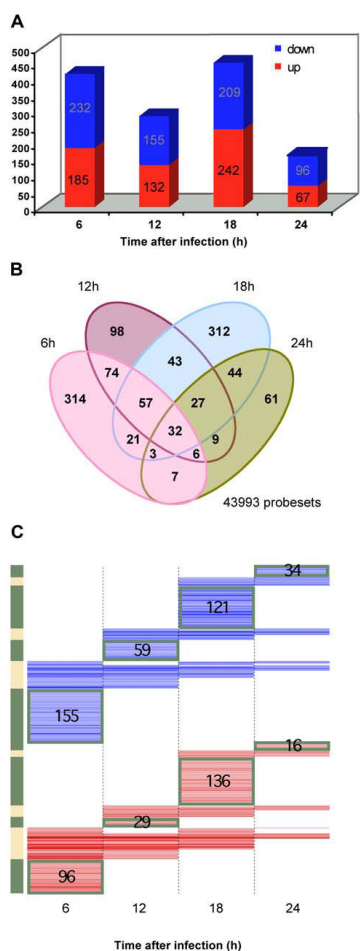 A
500
450
400
350
300
250
200
150
100
50
0
down
up
232
185
155
132
209
242
96
67
6 12 18 24
Time after infection (h)
B
12h 18h
6h 24h
98 312
74 43 44
314 57 27 61
21 32 9
3 6
7
43993 probesets
C
34
121
59
155
16
136
29
96
6 12 18 24
Time after infection (h)